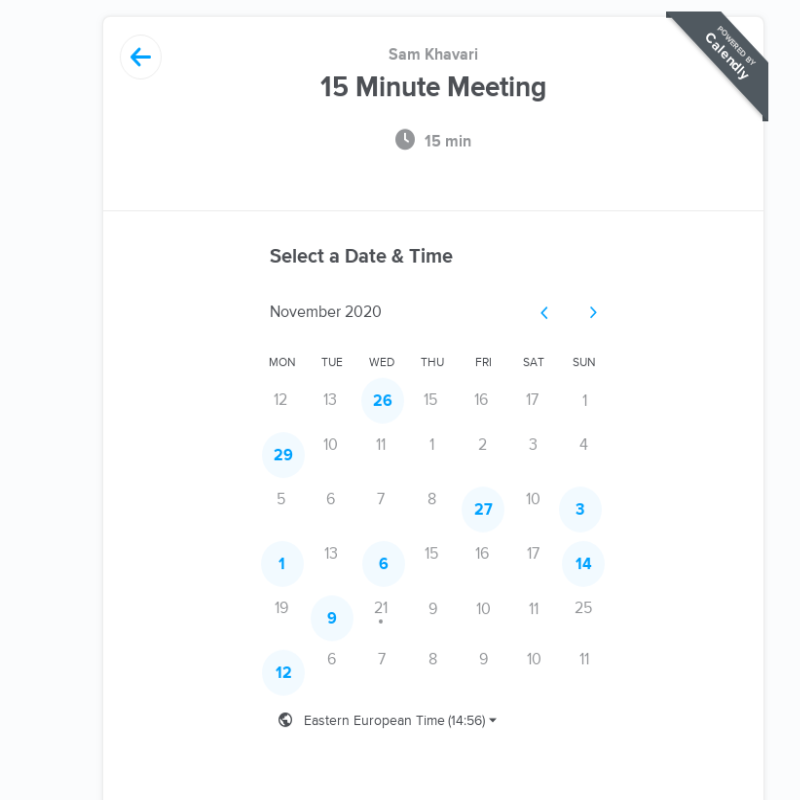 POWERED BY
Calendly
Sam Khavari
15 Minute Meeting
15 min
Select a Date & Time
November 2020
MON TUE WED THU FRI SAT SUN
12 13 26 15 16 17 1
29 10 11 1 2 3 4
5 6 7 8 27 10 3
1 13 6 15 16 17 14
19 9 21 9 10 11 25
12 6 7 8 9 10 11
Eastern European Time (14:56)